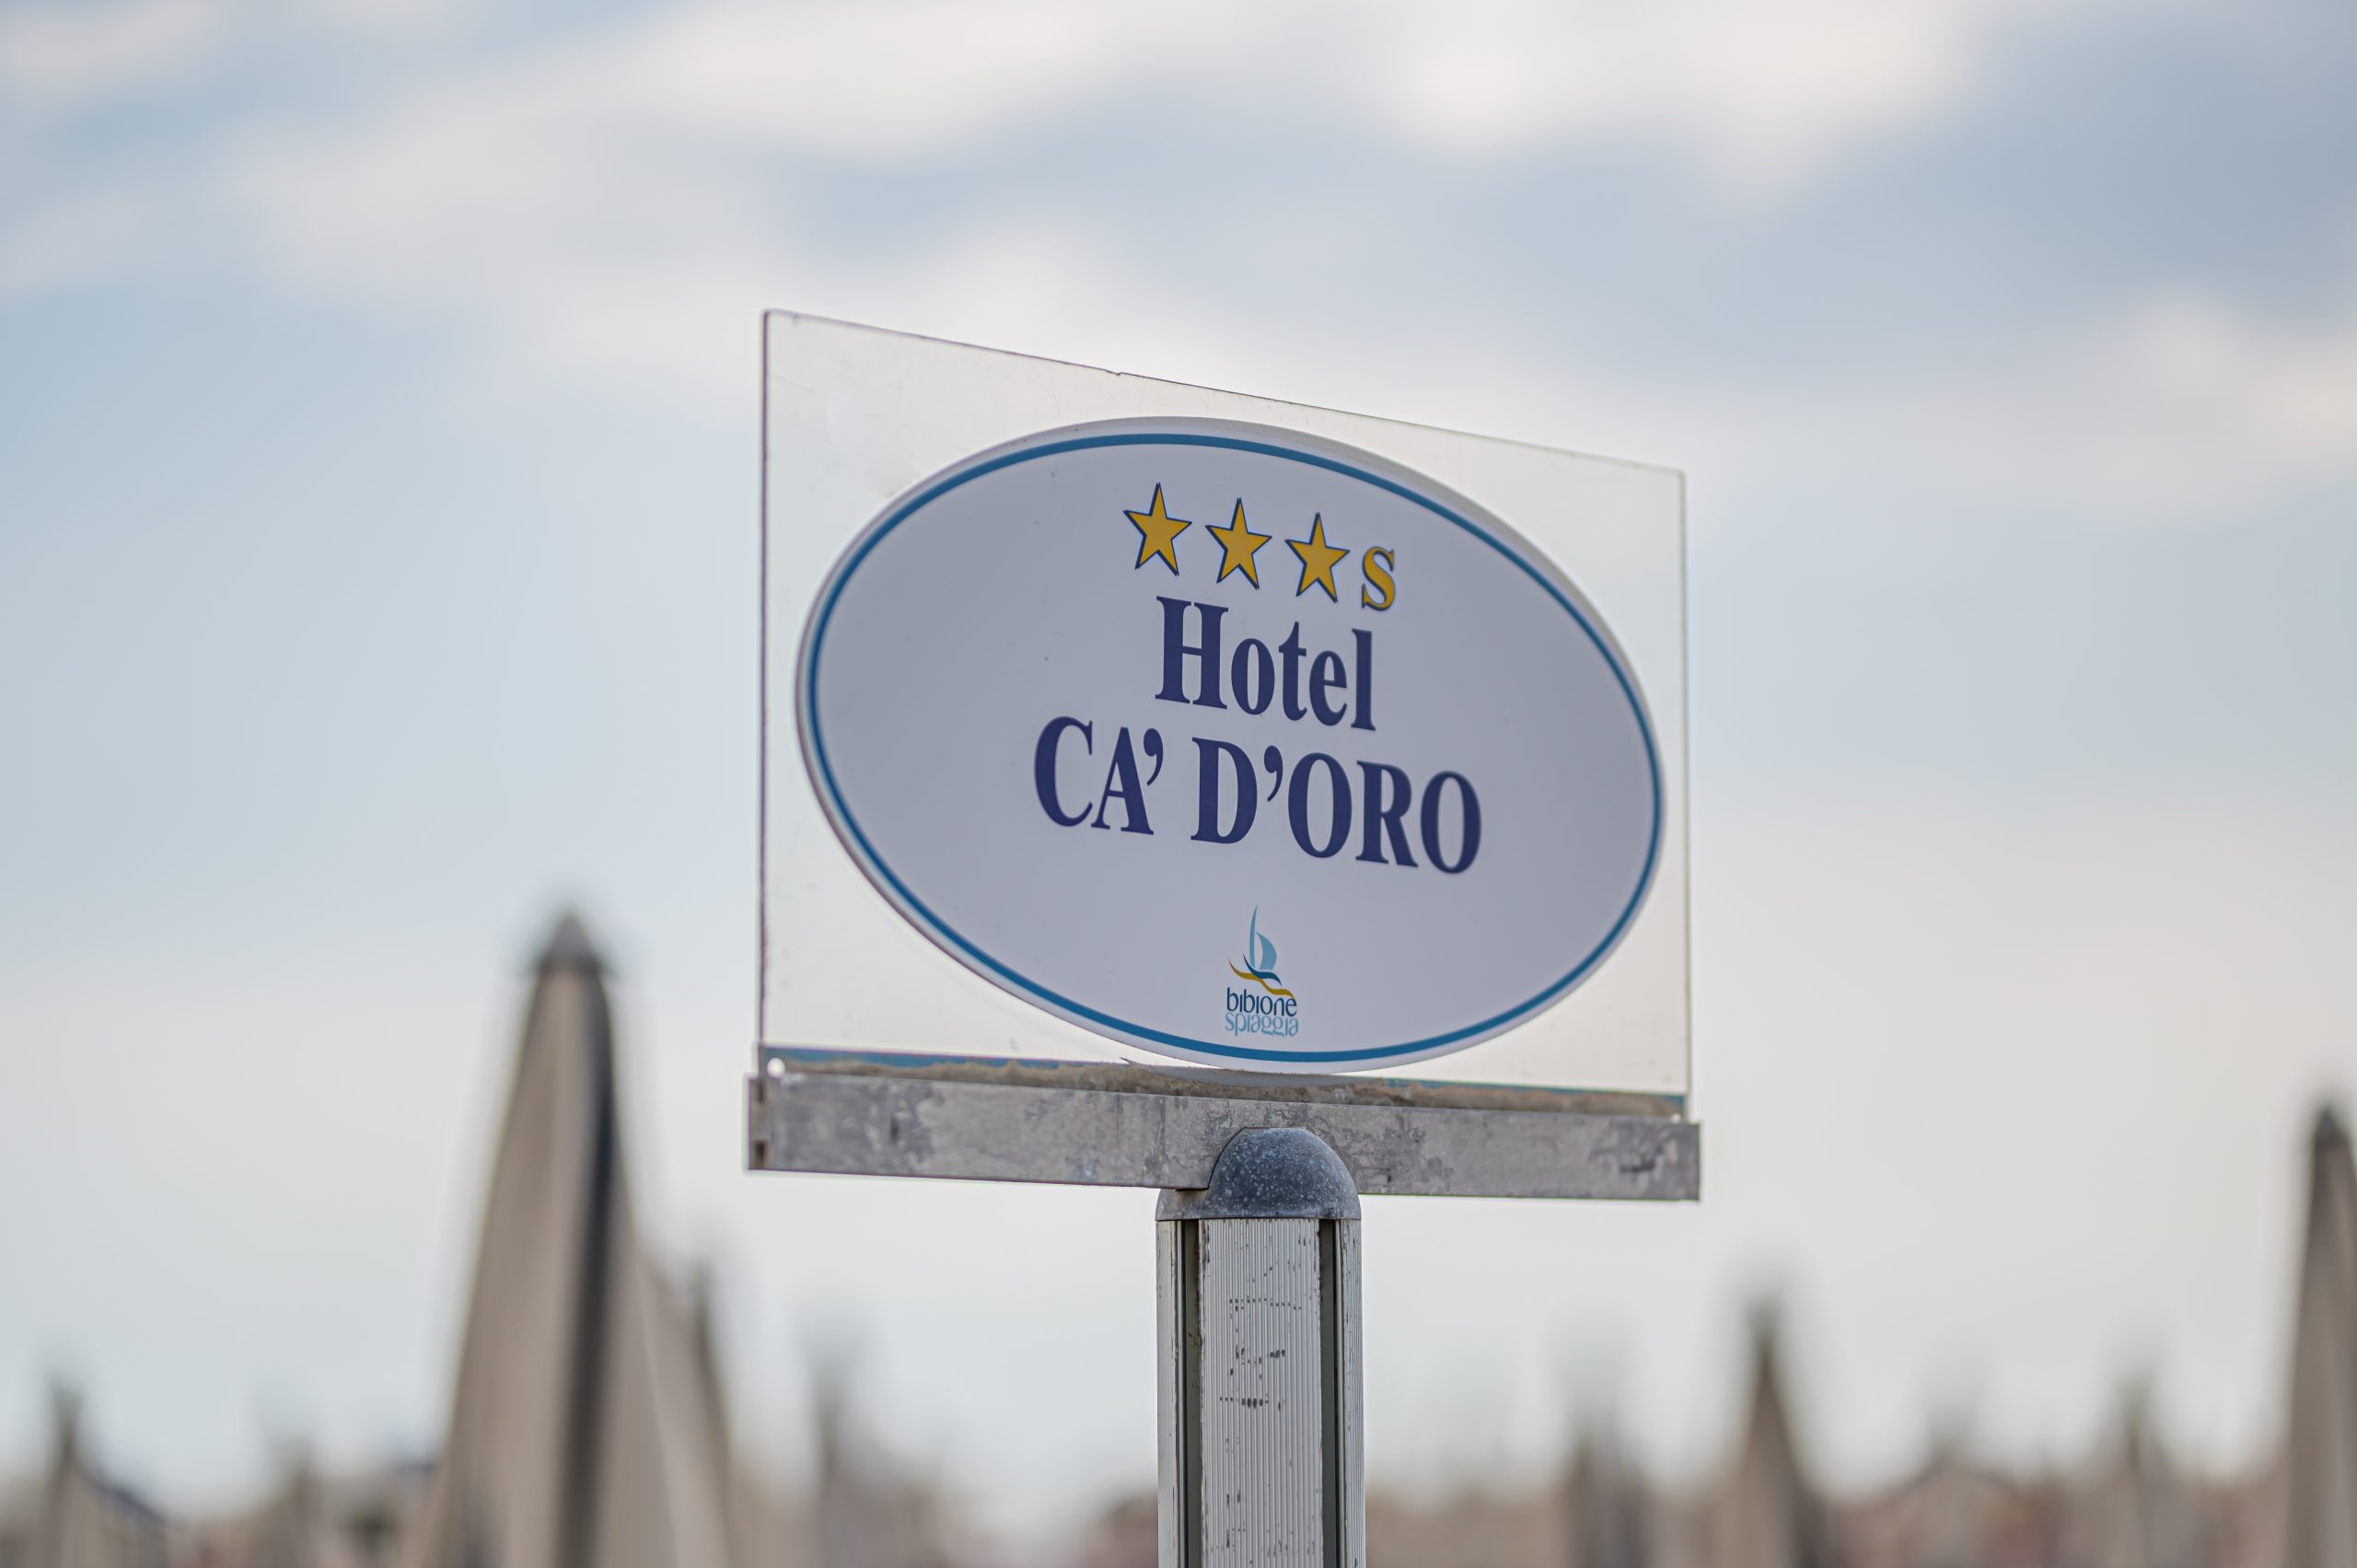 ★★★S
Hotel
CA' D'ORO
bibione
spiaggia